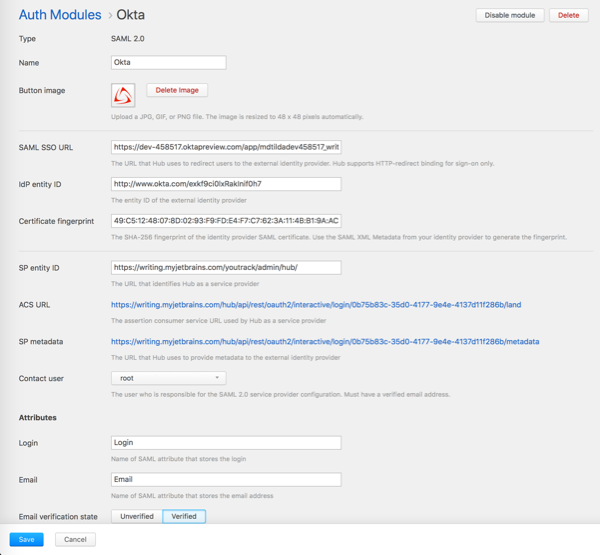 Auth Modules > Okta
Disable module
Delete
Type
SAML 2.0
Name
Okta
Button image
Delete Image
Upload a JPG, GIF, or PNG file. The image is resized to 48 x 48 pixels automatically.
SAML SSO URL
https://dev-458517.oktapreview.com/app/mdtildadev458517_writ
The URL that Hub uses to redirect users to the external identity provider. Hub supports HTTP-redirect binding for sign-on only.
IdP entity ID
http://www.okta.com/exkf9ci0lxRaklnif0h7
The entity ID of the external identity provider
Certificate fingerprint
49:C5:12:48:07:8D:02:93:F9:FD:E4:F7:C7:62:3A:11:4B:B1:9A:AC
The SHA-256 fingerprint of the identity provider SAML certificate. Use the SAML XML Metadata from your identity provider to generate the fingerprint.
SP entity ID
https://writing.myjetbrains.com/youtrack/admin/hub/
The URL that identifies Hub as a service provider
ACS URL
https://writing.myjetbrains.com/hub/api/rest/oauth2/interactive/login/0b75b83c-35d0-4177-9e4e-4137d11f286b/land
The assertion consumer service URL used by Hub as a service provider
SP metadata
https://writing.myjetbrains.com/hub/api/rest/oauth2/interactive/login/0b75b83c-35d0-4177-9e4e-4137d11f286b/metadata
The URL that Hub uses to provide metadata to the external identity provider
Contact user
root
The user who is responsible for the SAML 2.0 service provider configuration. Must have a verified email address.
Attributes
Login
Login
Name of SAML attribute that stores the login
Email
Email
Name of SAML attribute that stores the email address
Email verification state
Unverified
Verified
Save
Cancel